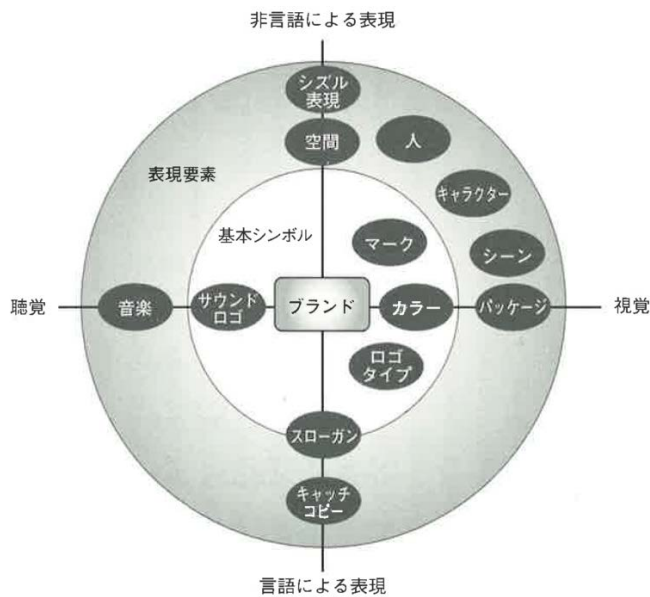 非言語による表現
シズル
表現
空間
人
表現要素
キャラクター
基本シンボル
マーク
シーン
聴覚
音楽
サウンド
ロゴ
ブランド
カラー
パッケージ
視覚
ロゴ
タイプ
スローガン
キャッチ
コピー
言語による表現